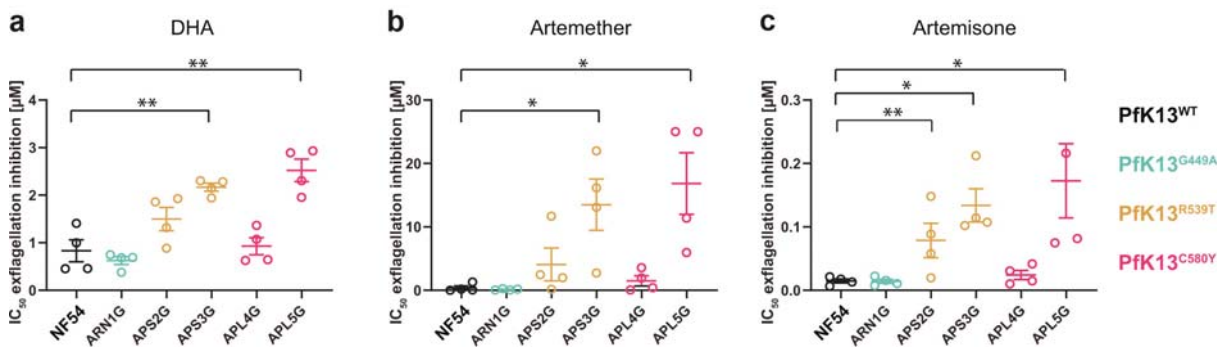 a
DHA
**
**
IC50 exflagellation inhibition [µM]
4
3
2
1
0
NF54
ARN1G
APS2G
APS3G
APL4G
APL5G
b
Artemether
*
*
IC50 exflagellation inhibition [µM]
30
20
10
0
NF54
ARN1G
APS2G
APS3G
APL4G
APL5G
c
Artemisone
*
*
**
IC50 exflagellation inhibition [µM]
0.3
0.2
0.1
0.0
NF54
ARN1G
APS2G
APS3G
APL4G
APL5G
PfK13WT
PfK13G449A
PfK13R539T
PfK13C580Y